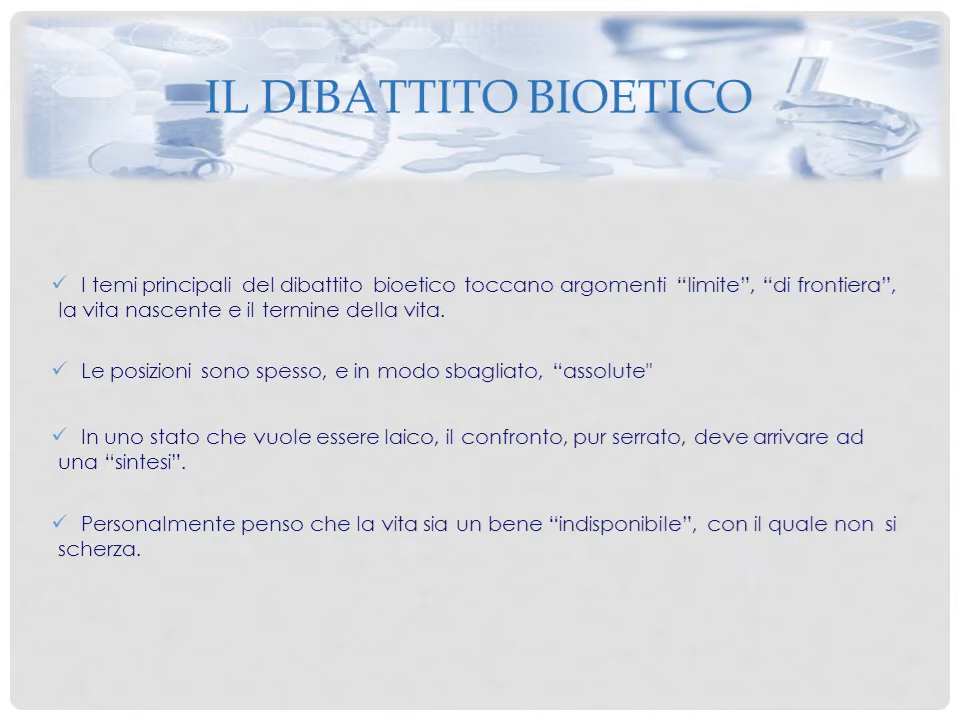 IL DIBATTITO BIOETICO
✓ I temi principali del dibattito bioetico toccano argomenti “limite”, “di frontiera”,
la vita nascente e il termine della vita.
✓ Le posizioni sono spesso, e in modo sbagliato, “assolute"
✓ In uno stato che vuole essere laico, il confronto, pur serrato, deve arrivare ad
una “sintesi”.
✓ Personalmente penso che la vita sia un bene “indisponibile”, con il quale non si
scherza.